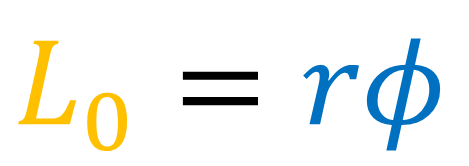 L₀ = rϕ